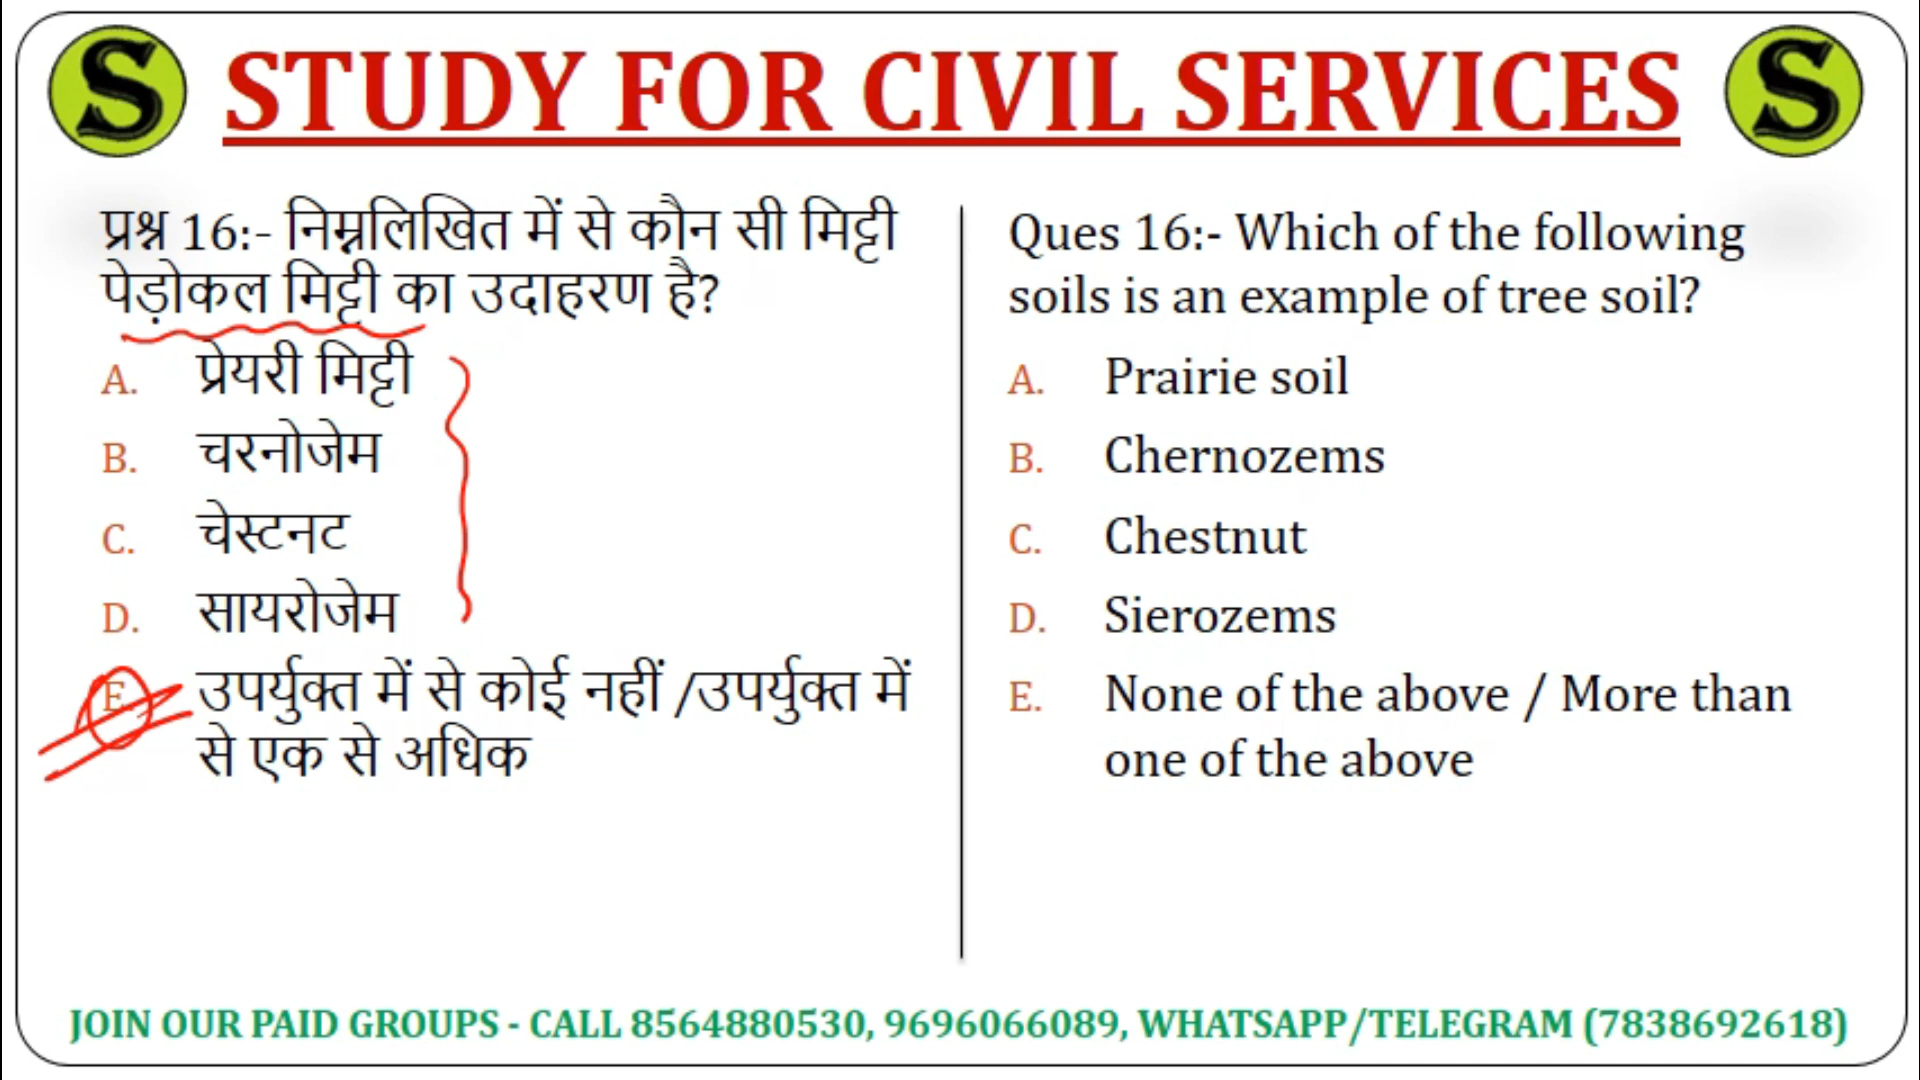 S STUDY FOR CIVIL SERVICES S
प्रश्न 16:- निम्नलिखित में से कौन सी मिट्टी
पेड़ोकल मिट्टी का उदाहरण है?
A. प्रेयरी मिट्टी
B. चरनोजेम
C. चेस्टनट
D. सायरोजेम
E. उपर्युक्त में से कोई नहीं /उपर्युक्त में
से एक से अधिक
Ques 16:- Which of the following
soils is an example of tree soil?
A. Prairie soil
B. Chernozems
C. Chestnut
D. Sierozems
E. None of the above / More than
one of the above
JOIN OUR PAID GROUPS - CALL 8564880530, 9696066089, WHATSAPP/TELEGRAM (7838692618)